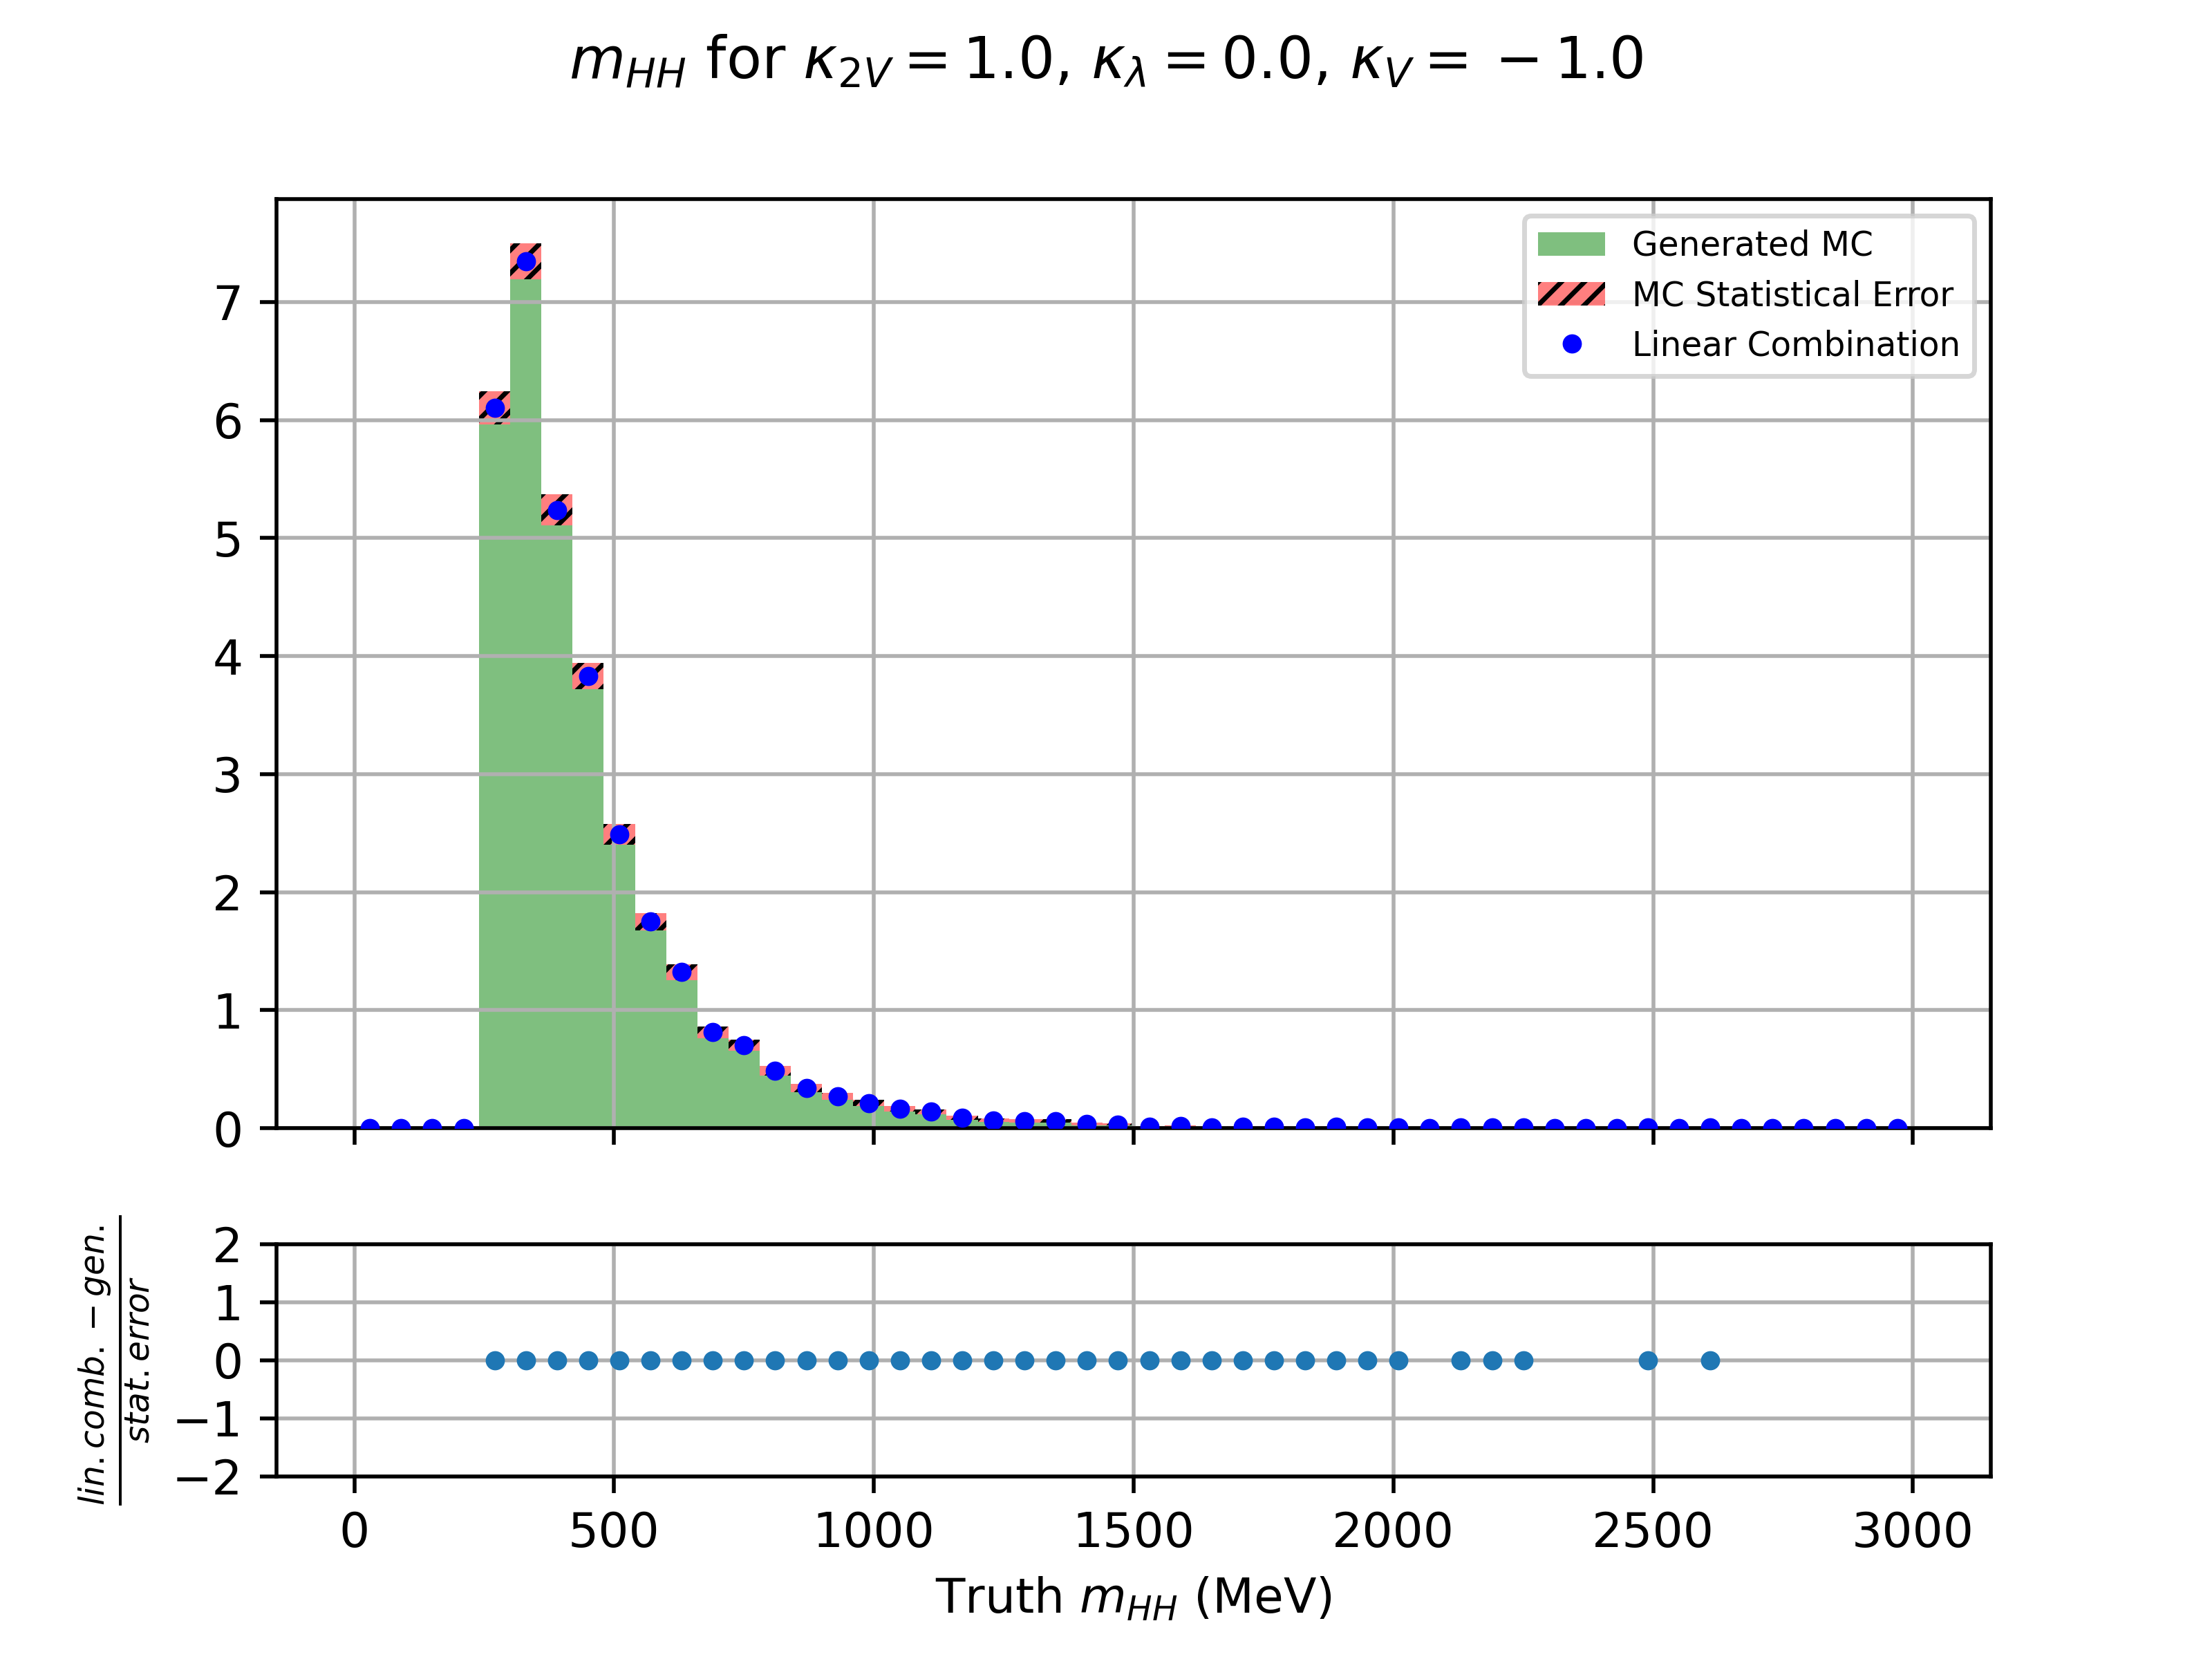 m_HH for κ_2V = 1.0, κ_λ = 0.0, κ_V = −1.0
Generated MC
MC Statistical Error
Linear Combination
7
6
5
4
3
2
1
0
lin. comb. − gen.
stat. error
2
1
0
−1
−2
0 500 1000 1500 2000 2500 3000
Truth m_HH (MeV)